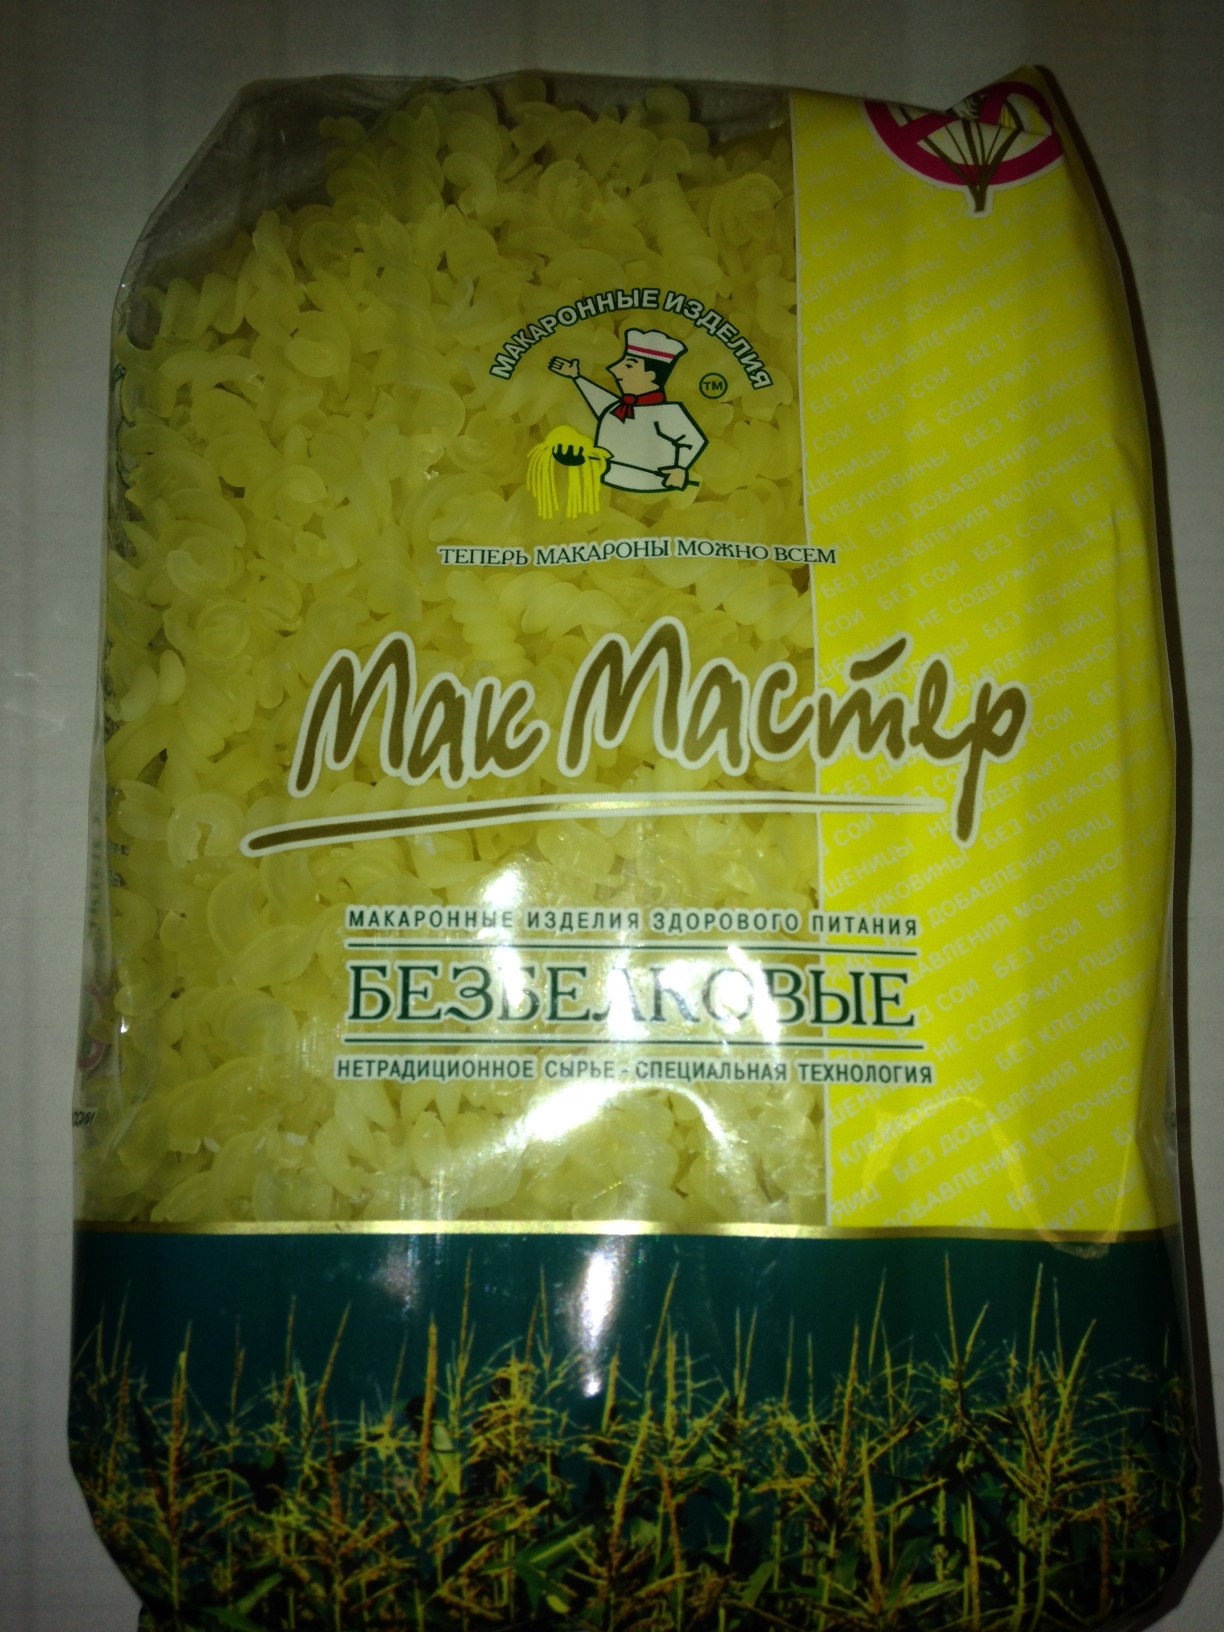 МАКАРОННЫЕ ИЗДЕЛИЯ
TM
ТЕПЕРЬ МАКАРОНЫ МОЖНО ВСЕМ
Мак Мастер
МАКАРОННЫЕ ИЗДЕЛИЯ ЗДОРОВОГО ПИТАНИЯ
БЕЗБЕЛКОВЫЕ
НЕТРАДИЦИОННОЕ СЫРЬЕ - СПЕЦИАЛЬНАЯ ТЕХНОЛОГИЯ
БЕЗ ДОБАВЛЕНИЯ ЯИЦ
БЕЗ ДОБАВЛЕНИЯ МОЛОЧНОГО
БЕЗ СОИ
НЕ СОДЕРЖИТ ПШЕНИЦЫ
БЕЗ КЛЕЙКОВИНЫ